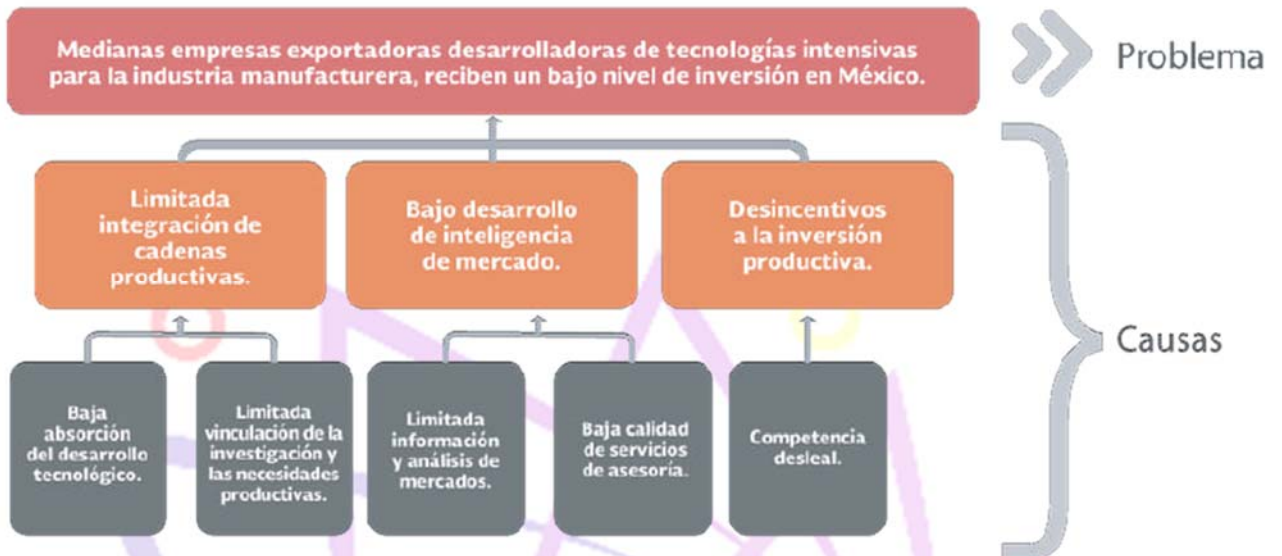 Medianas empresas exportadoras desarrolladoras de tecnologías intensivas
para la industria manufacturera, reciben un bajo nivel de inversión en México.
Problema
Limitada
integración de
cadenas
productivas.
Bajo desarrollo
de inteligencia
de mercado.
Desincentivos
a la inversión
productiva.
Causas
Baja
absorción
del desarrollo
tecnológico.
Limitada
vinculación de la
investigación y
las necesidades
productivas.
Limitada
información
y análisis de
mercados.
Baja calidad
de servicios
de asesoría.
Competencia
desleal.